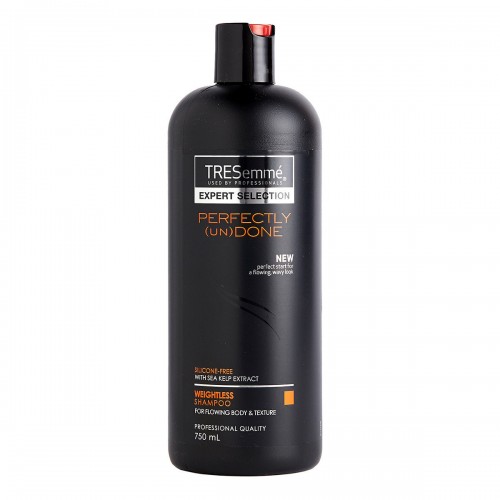 TRESemmé®
USED BY PROFESSIONALS
EXPERT SELECTION
PERFECTLY
(UN)DONE
NEW
perfect start for
a flowing, wavy look
SILICONE-FREE
WITH SEA KELP EXTRACT
WEIGHTLESS
SHAMPOO
FOR FLOWING BODY & TEXTURE
PROFESSIONAL QUALITY
750 mL